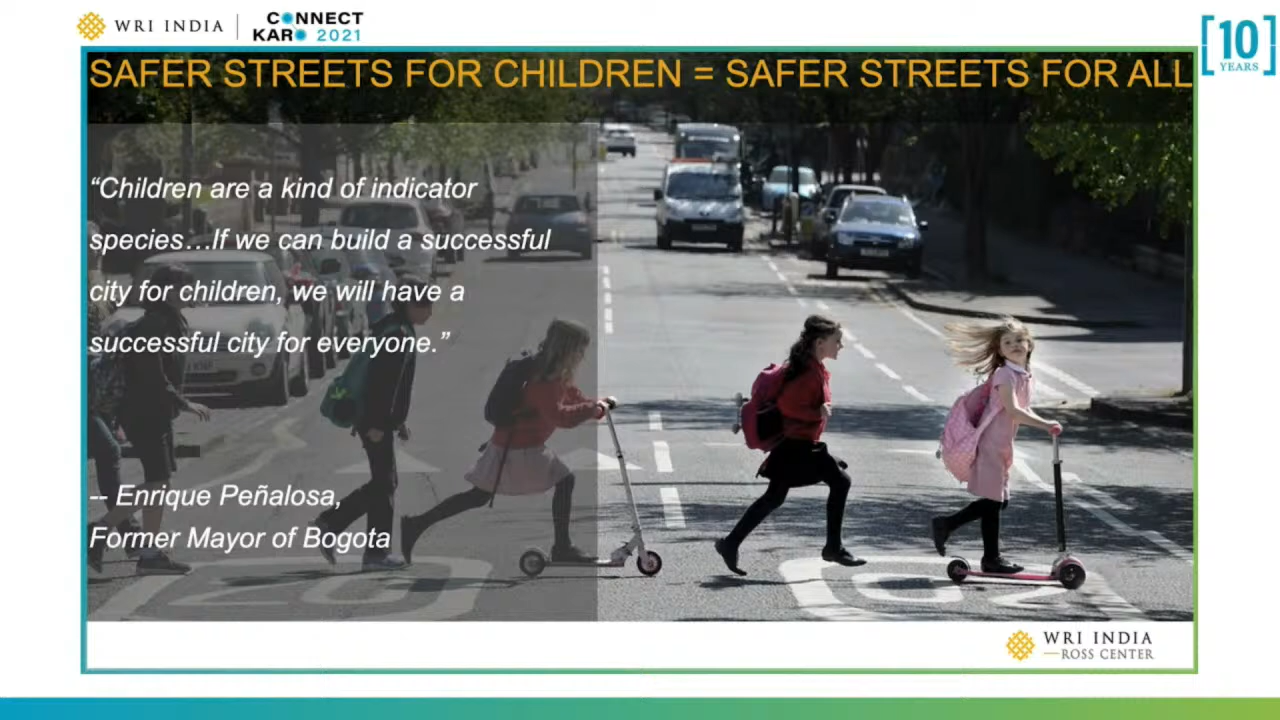 WRI INDIA
CONNECT
KARO 2021
10
YEARS
SAFER STREETS FOR CHILDREN = SAFER STREETS FOR ALL
“Children are a kind of indicator
species…If we can build a successful
city for children, we will have a
successful city for everyone.”
-- Enrique Peñalosa,
Former Mayor of Bogota
20
20
WRI INDIA
ROSS CENTER